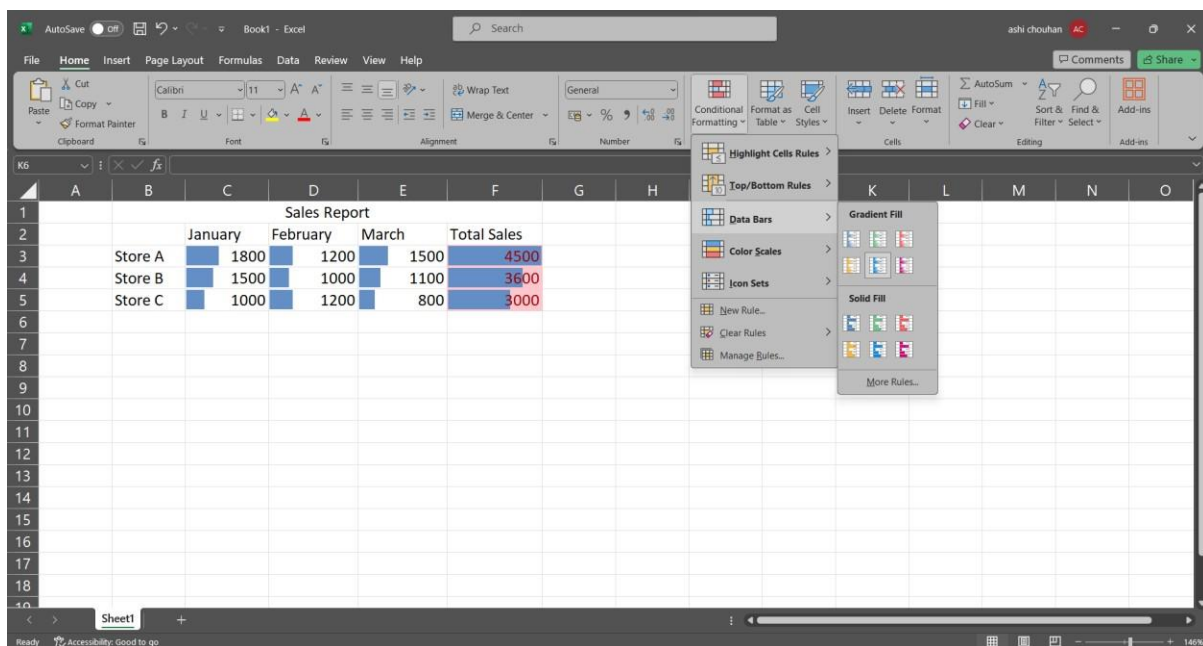 AutoSave Off Book1 - Excel Search ashi chouhan AC
File Home Insert Page Layout Formulas Data Review View Help Comments Share
Paste
Cut
Copy
Format Painter
Clipboard
Calibri 11 A^ A˅
B I U A
Font
Wrap Text
Merge & Center
Alignment
General
% 9
Number
Conditional Formatting
Format as Table
Cell Styles
Insert Delete Format
Cells
AutoSum
Fill
Clear
Sort & Filter
Find & Select
Editing
Add-ins
Add-ins
K6 fx
Highlight Cells Rules
Top/Bottom Rules
Data Bars
Color Scales
Icon Sets
New Rule...
Clear Rules
Manage Rules...
Gradient Fill
Solid Fill
More Rules...
A B C D E F G H K L M N O
1 Sales Report
2 January February March Total Sales
3 Store A 1800 1200 1500 4500
4 Store B 1500 1000 1100 3600
5 Store C 1000 1200 800 3000
6
7
8
9
10
11
12
13
14
15
16
17
18
19
Sheet1 +
Ready Accessibility: Good to go 146%